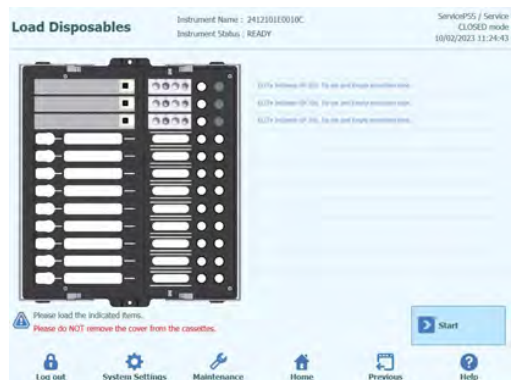 Load Disposables
Instrument Name : 2412101E0010C
Instrument Status : READY
ServicePSS / Service
CLOSED mode
10/02/2023 11:24:43
Please load the indicated items.
Please do NOT remove the cover from the cassettes.
Start
Log out
System Settings
Maintenance
Home
Previous
Help